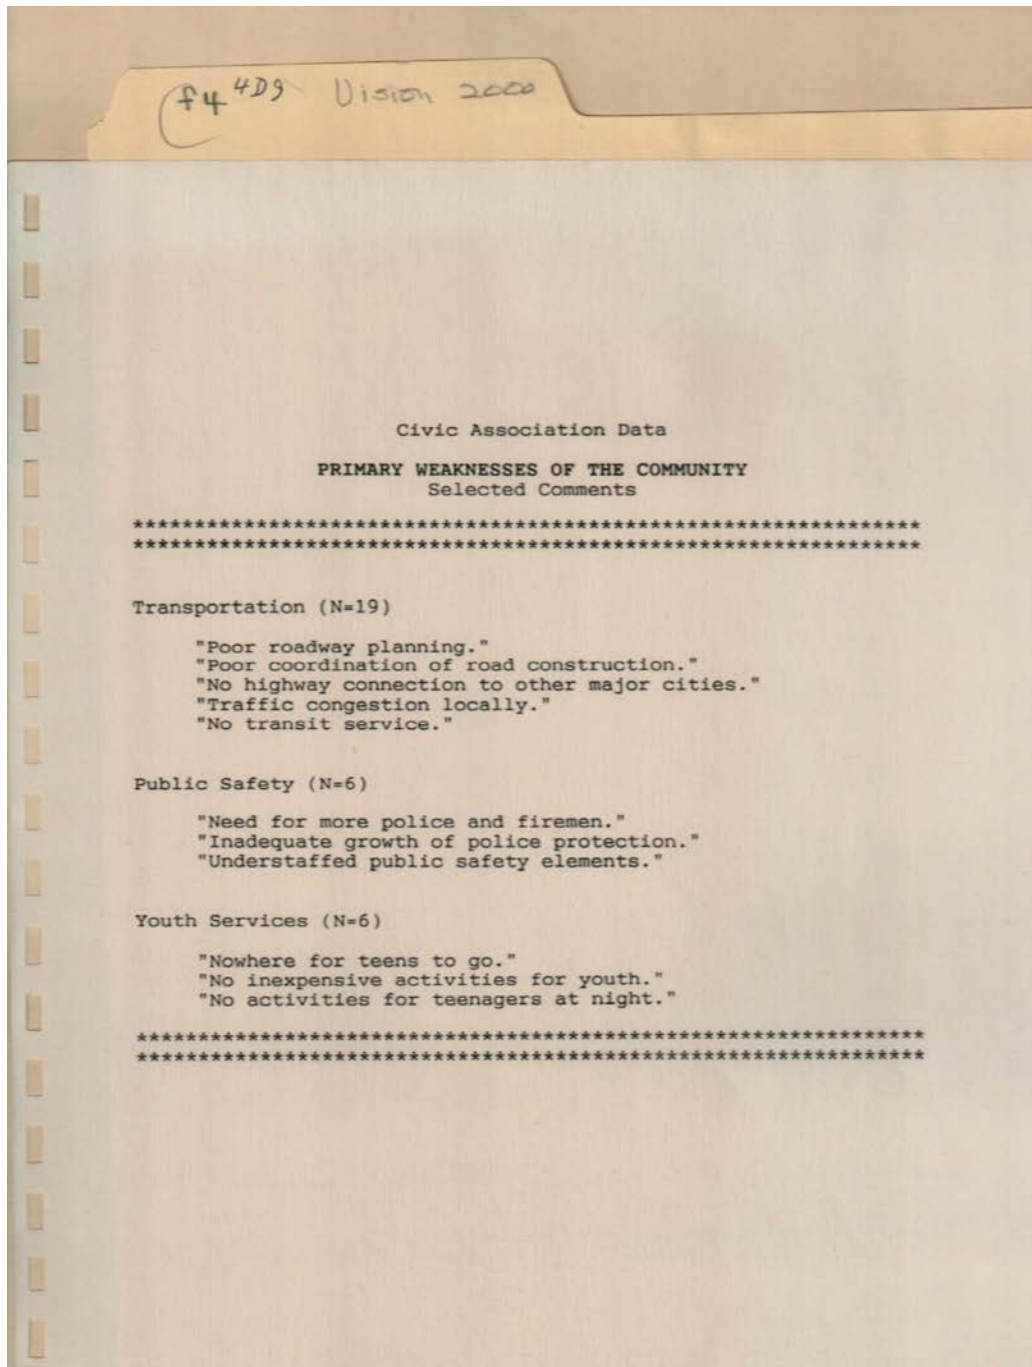 f4 4D9 Vision 2000
Civic Association Data
PRIMARY WEAKNESSES OF THE COMMUNITY
Selected Comments
*****************************************************************
*****************************************************************
Transportation (N=19)
"Poor roadway planning."
"Poor coordination of road construction."
"No highway connection to other major cities."
"Traffic congestion locally."
"No transit service."
Public Safety (N=6)
"Need for more police and firemen."
"Inadequate growth of police protection."
"Understaffed public safety elements."
Youth Services (N=6)
"Nowhere for teens to go."
"No inexpensive activities for youth."
"No activities for teenagers at night."
*****************************************************************
*****************************************************************